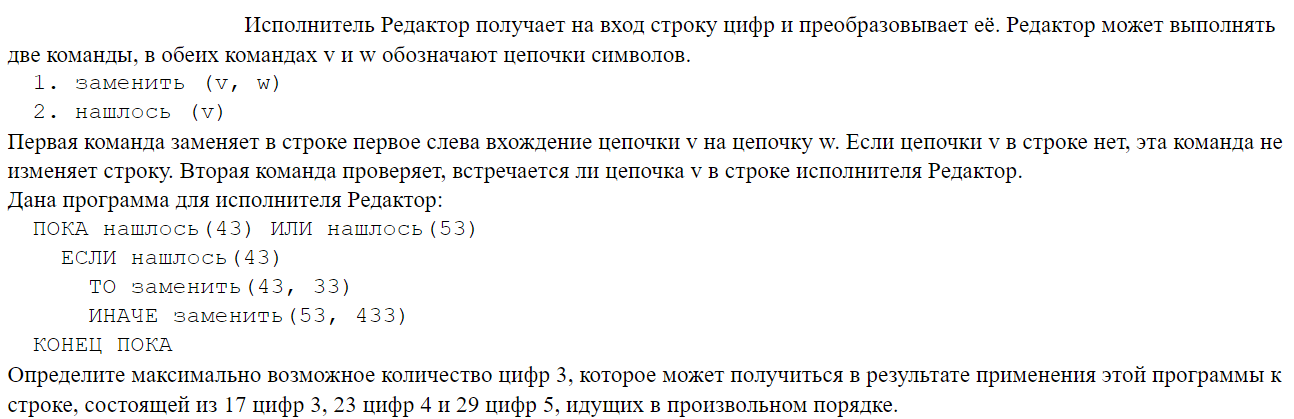 Исполнитель Редактор получает на вход строку цифр и преобразовывает её. Редактор может выполнять
две команды, в обеих командах v и w обозначают цепочки символов.
1. заменить (v, w)
2. нашлось (v)
Первая команда заменяет в строке первое слева вхождение цепочки v на цепочку w. Если цепочки v в строке нет, эта команда не
изменяет строку. Вторая команда проверяет, встречается ли цепочка v в строке исполнителя Редактор.
Дана программа для исполнителя Редактор:
ПОКА нашлось(43) ИЛИ нашлось(53)
ЕСЛИ нашлось(43)
ТО заменить(43, 33)
ИНАЧЕ заменить(53, 433)
КОНЕЦ ПОКА
Определите максимально возможное количество цифр 3, которое может получиться в результате применения этой программы к
строке, состоящей из 17 цифр 3, 23 цифр 4 и 29 цифр 5, идущих в произвольном порядке.